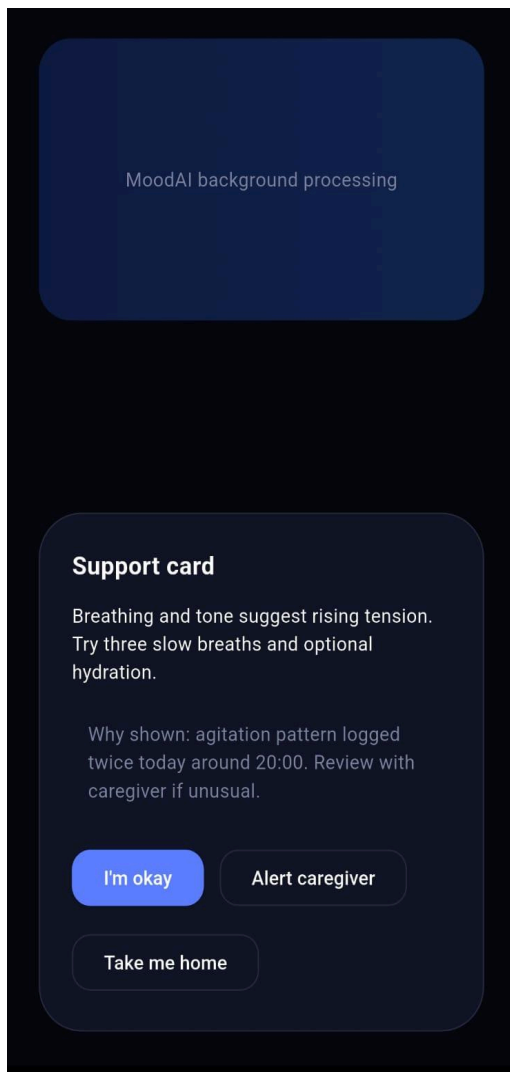 MoodAI background processing
Support card
Breathing and tone suggest rising tension.
Try three slow breaths and optional
hydration.
Why shown: agitation pattern logged
twice today around 20:00. Review with
caregiver if unusual.
I'm okay
Alert caregiver
Take me home